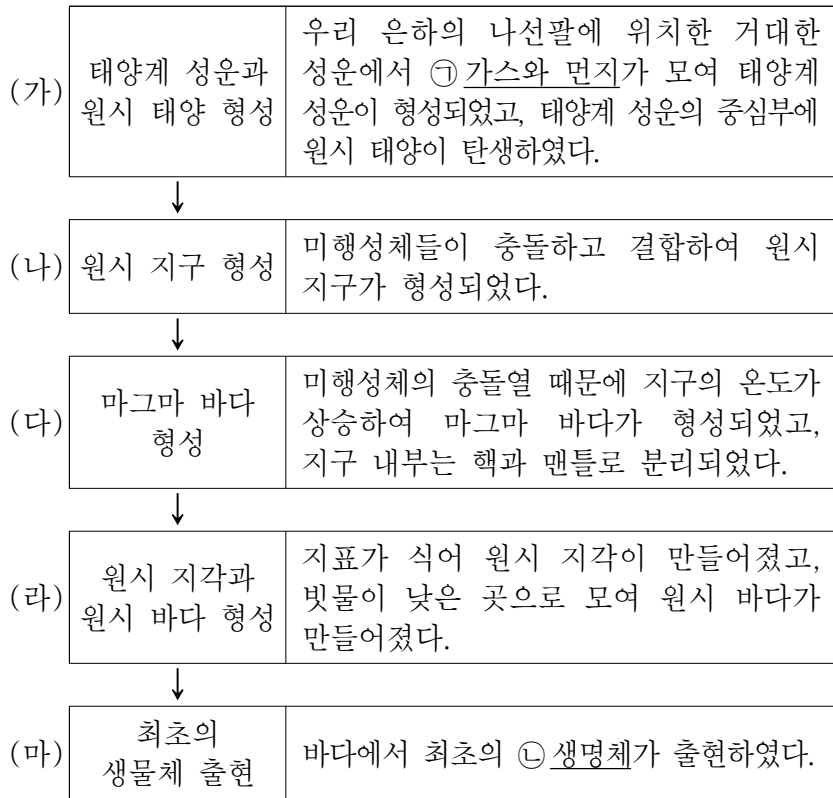 (가)
태양계 성운과
원시 태양 형성
우리 은하의 나선팔에 위치한 거대한
성운에서 ㉠가스와 먼지가 모여 태양계
성운이 형성되었고, 태양계 성운의 중심부에
원시 태양이 탄생하였다.
↓
(나)
원시 지구 형성
미행성체들이 충돌하고 결합하여 원시
지구가 형성되었다.
↓
(다)
마그마 바다
형성
미행성체의 충돌열 때문에 지구의 온도가
상승하여 마그마 바다가 형성되었고,
지구 내부는 핵과 맨틀로 분리되었다.
↓
(라)
원시 지각과
원시 바다 형성
지표가 식어 원시 지각이 만들어졌고,
빗물이 낮은 곳으로 모여 원시 바다가
만들어졌다.
↓
(마)
최초의
생물체 출현
바다에서 최초의 ㉡생명체가 출현하였다.